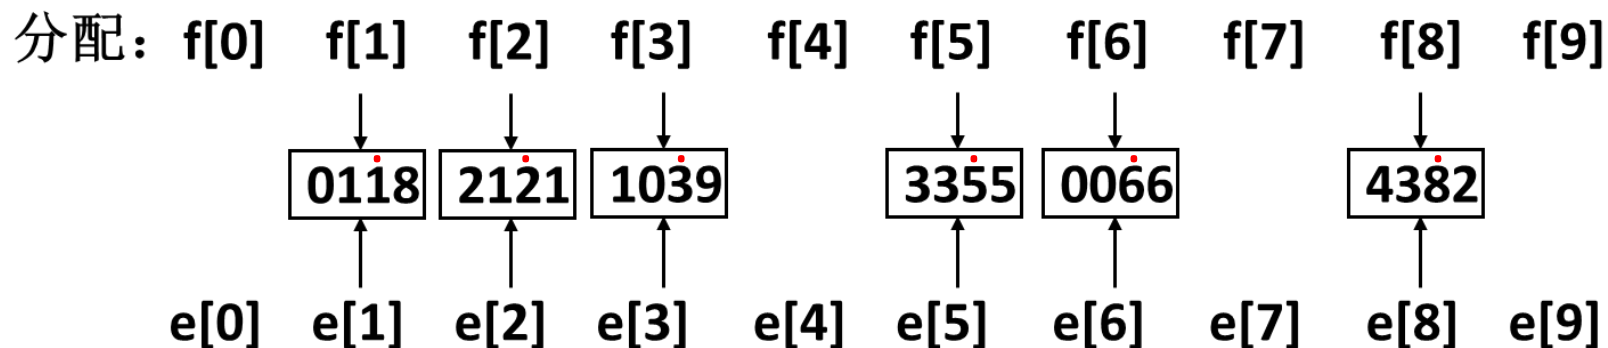 分配：f[0] f[1] f[2] f[3] f[4] f[5] f[6] f[7] f[8] f[9]
0118 2121 1039 3355 0066 4382
e[0] e[1] e[2] e[3] e[4] e[5] e[6] e[7] e[8] e[9]